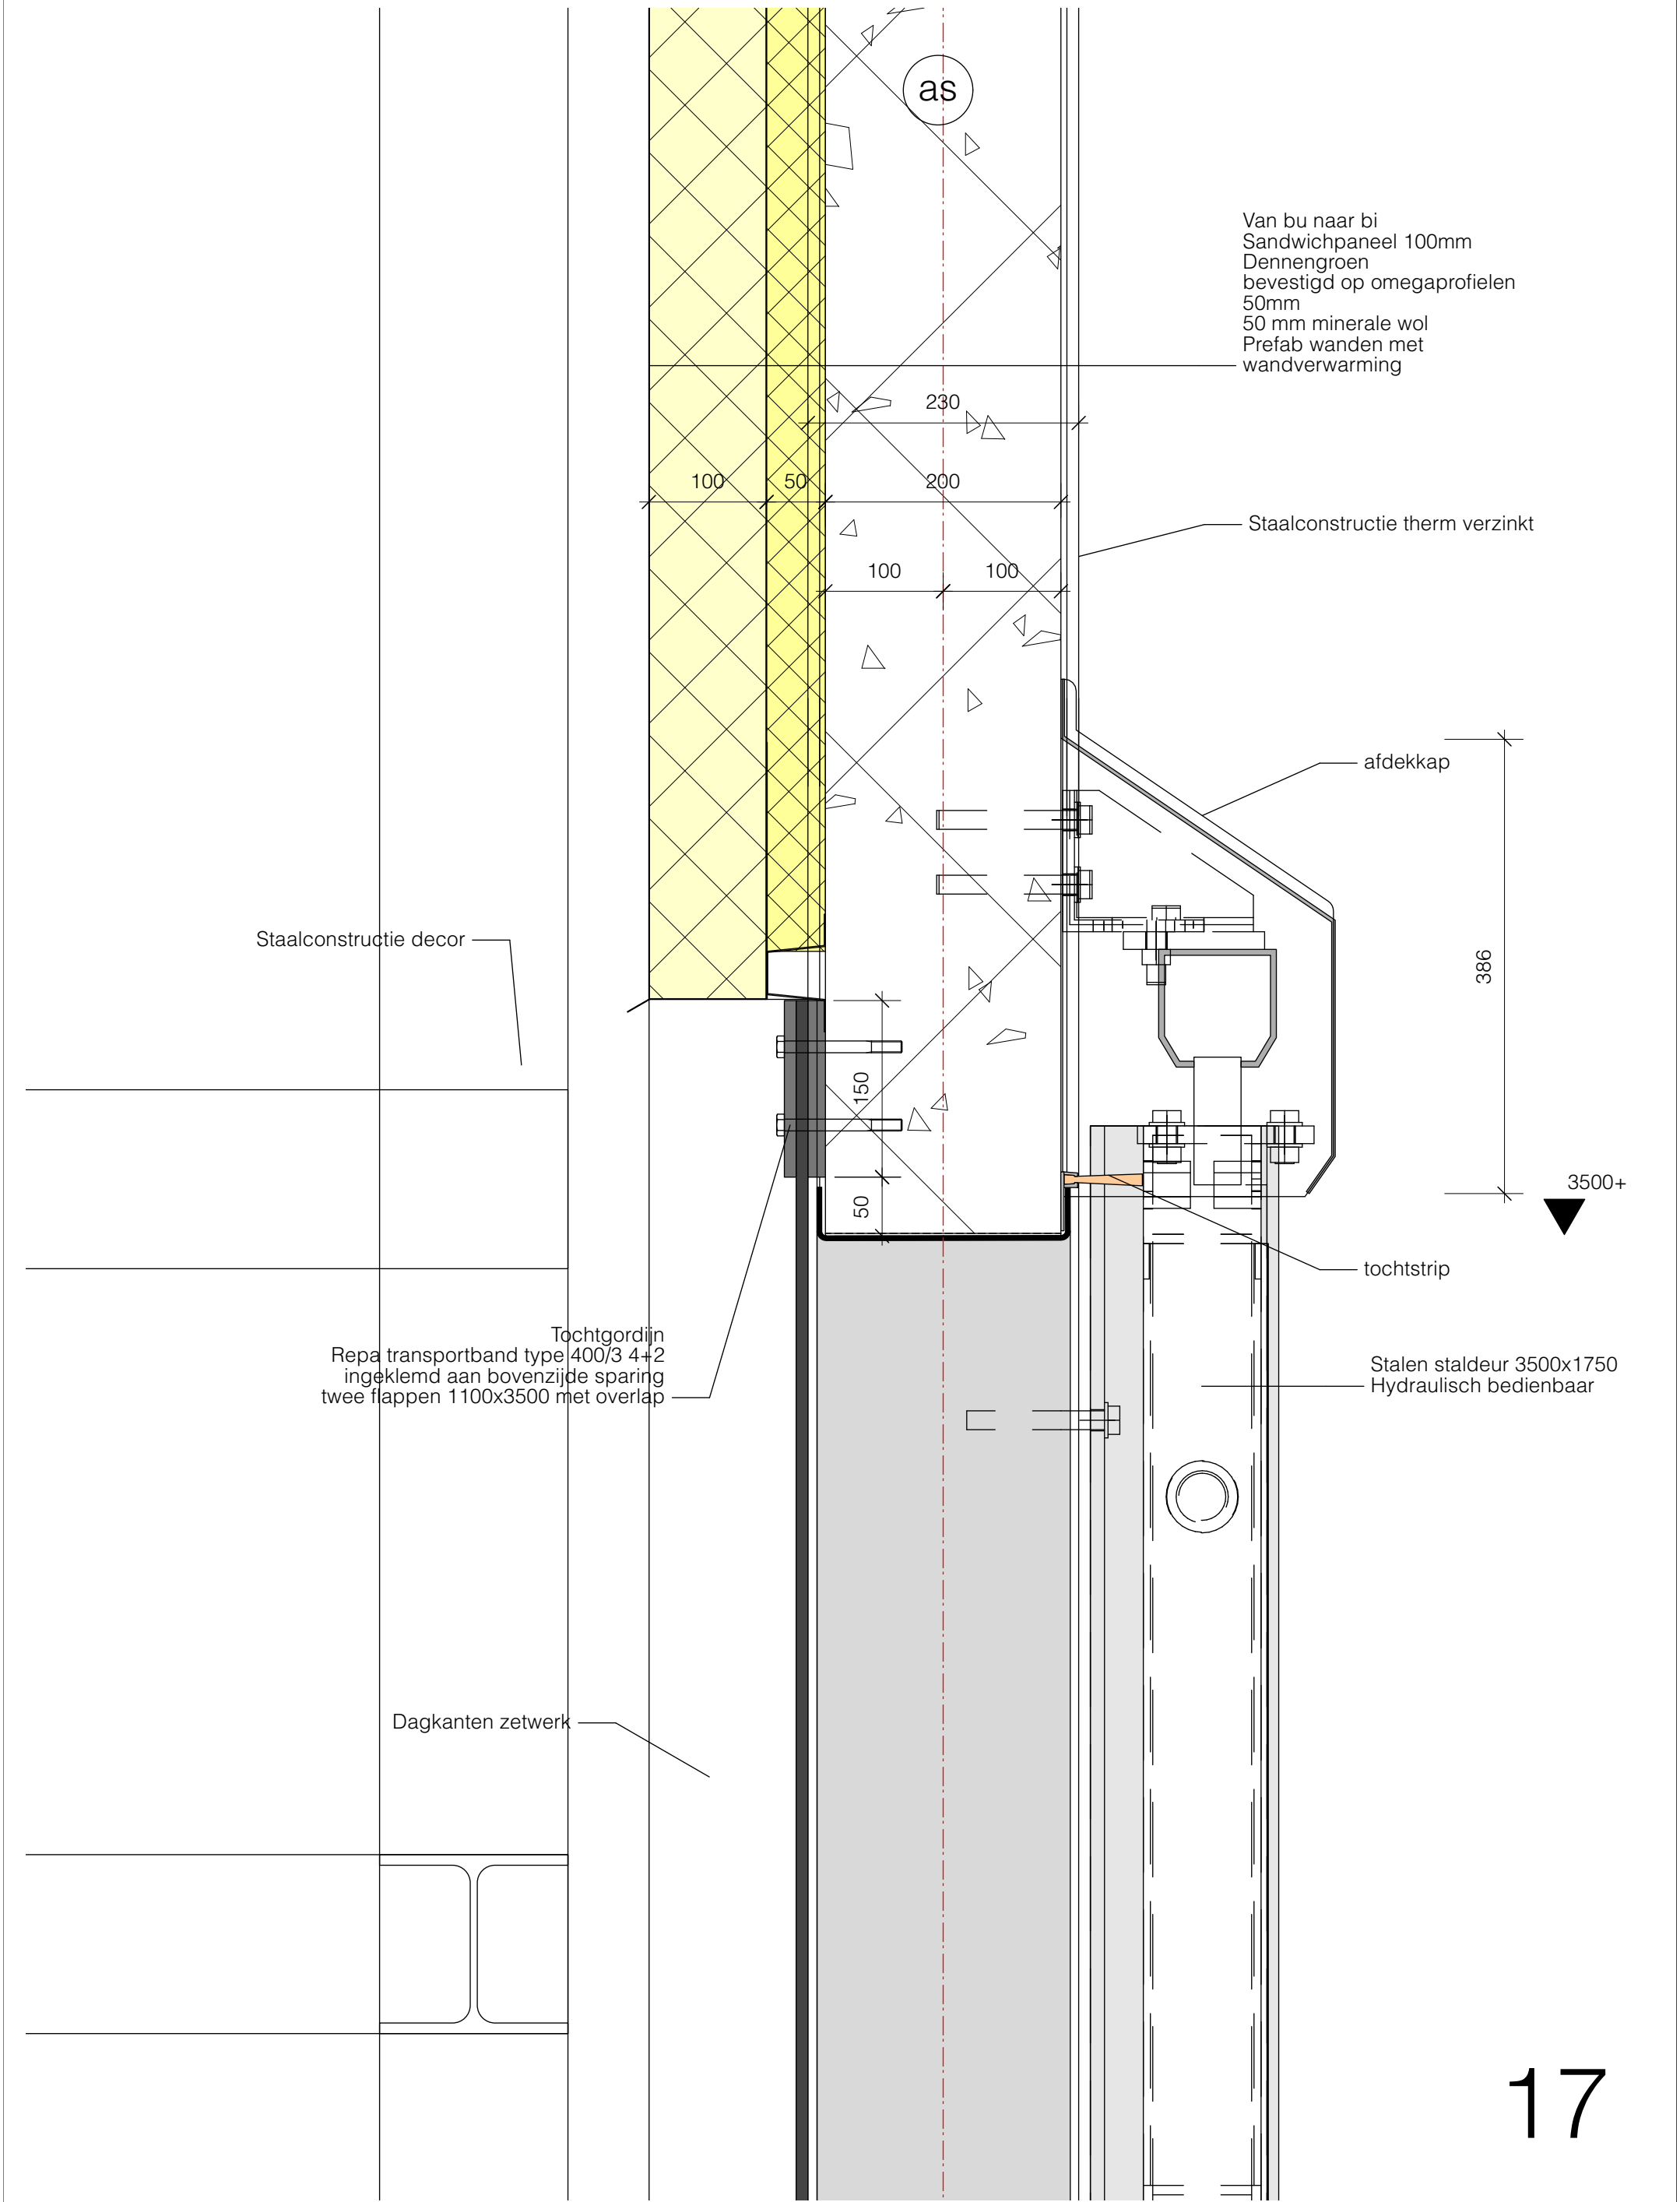 as
Van bu naar bi
Sandwichpaneel 100mm
Dennengroen
bevestigd op omegaprofielen
50mm
50 mm minerale wol
Prefab wanden met
wandverwarming
230
100
50
200
Staalconstructie therm verzinkt
100
100
afdekkap
Staalconstructie decor
386
150
3500+
50
tochtstrip
Tochtgordijn
Repa transportband type 400/3 4+2
ingeklemd aan bovenzijde sparing
twee flappen 1100x3500 met overlap
Stalen staldeur 3500x1750
Hydraulisch bedienbaar
Dagkanten zetwerk
17